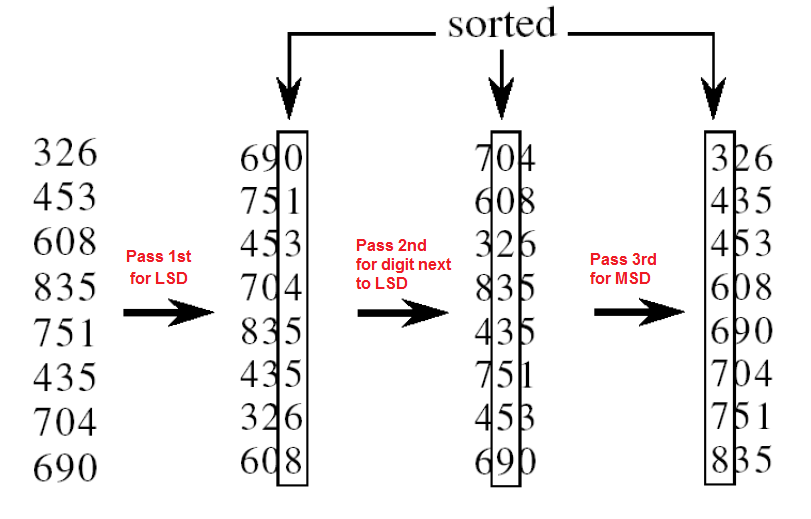 sorted
326 690 704 326
453 751 608 435
608 453 326 453
835 704 835 608
751 835 435 690
435 435 751 704
704 326 453 751
690 608 690 835
Pass 1st
for LSD
Pass 2nd
for digit next
to LSD
Pass 3rd
for MSD